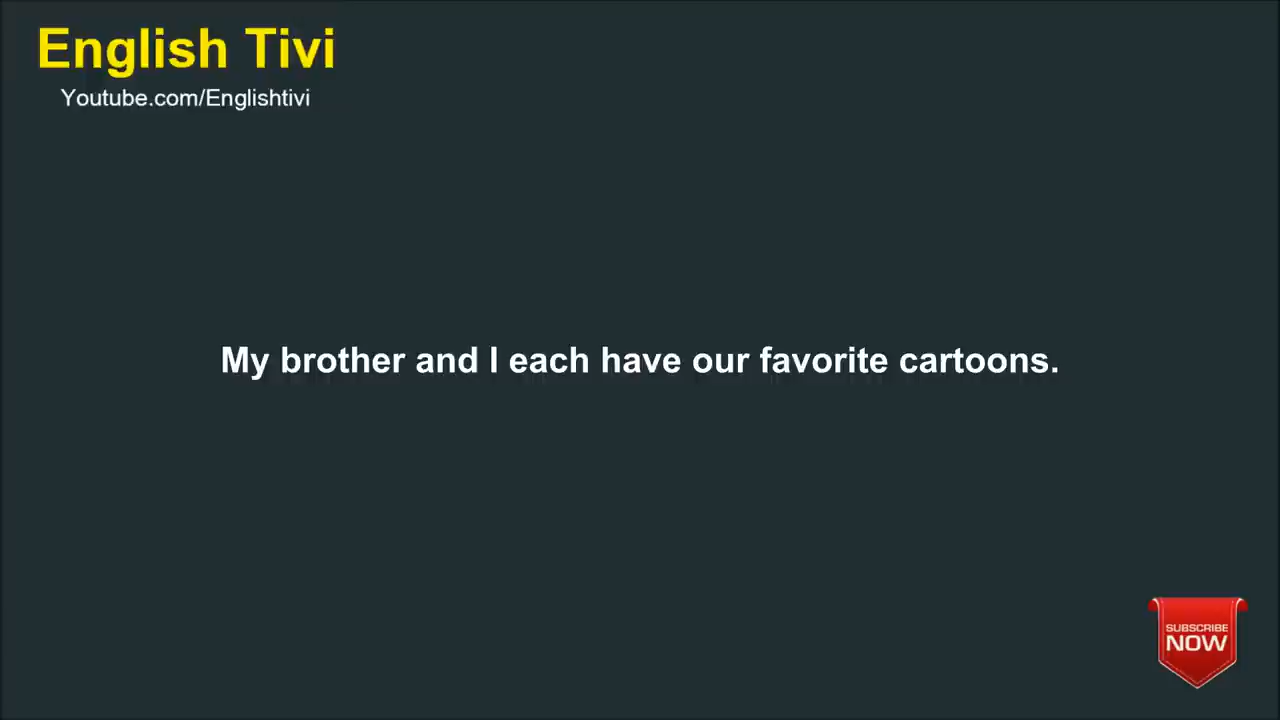 English Tivi
Youtube.com/Englishtivi
My brother and I each have our favorite cartoons.
SUBSCRIBE
NOW